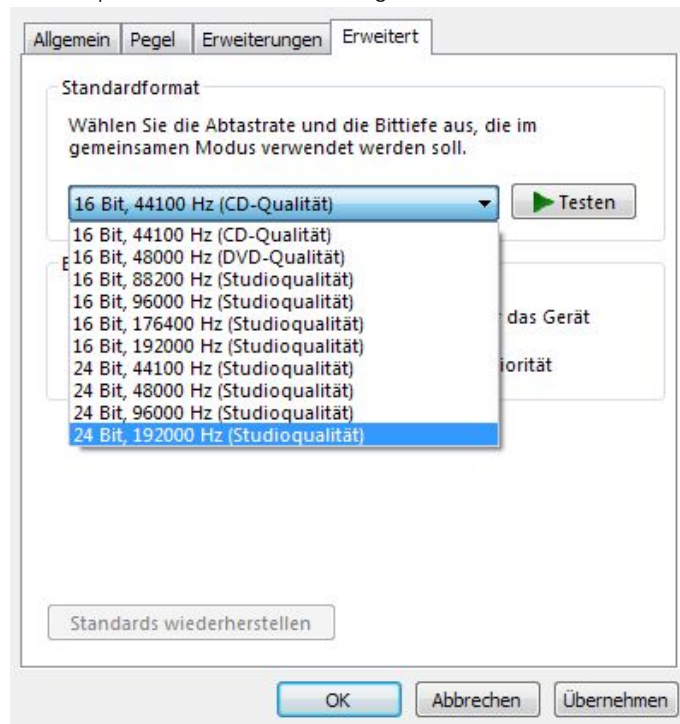 Allgemein Pegel Erweiterungen Erweitert
Standardformat
Wählen Sie die Abtastrate und die Bittiefe aus, die im
gemeinsamen Modus verwendet werden soll.
16 Bit, 44100 Hz (CD-Qualität) Testen
16 Bit, 44100 Hz (CD-Qualität)
16 Bit, 48000 Hz (DVD-Qualität)
16 Bit, 88200 Hz (Studioqualität)
16 Bit, 96000 Hz (Studioqualität)
16 Bit, 176400 Hz (Studioqualität)
16 Bit, 192000 Hz (Studioqualität)
24 Bit, 44100 Hz (Studioqualität)
24 Bit, 48000 Hz (Studioqualität)
24 Bit, 96000 Hz (Studioqualität)
24 Bit, 192000 Hz (Studioqualität)
das Gerät
iorität
Standards wiederherstellen
OK Abbrechen Übernehmen